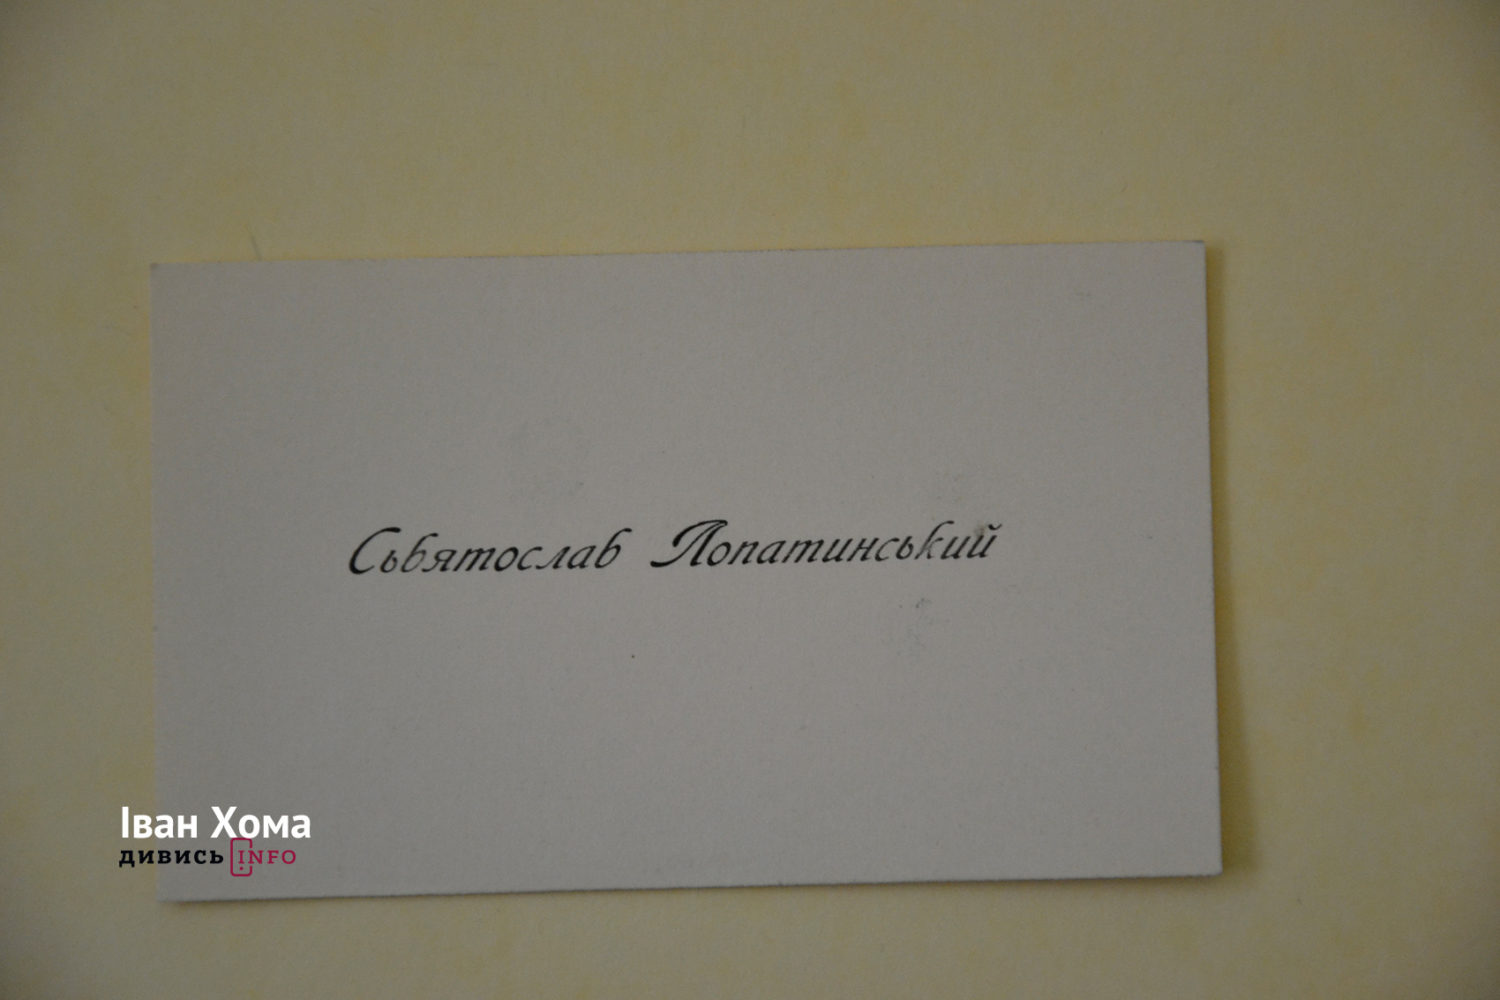 Сьвятослав Лопатинський
Іван Хома
дивись INFO